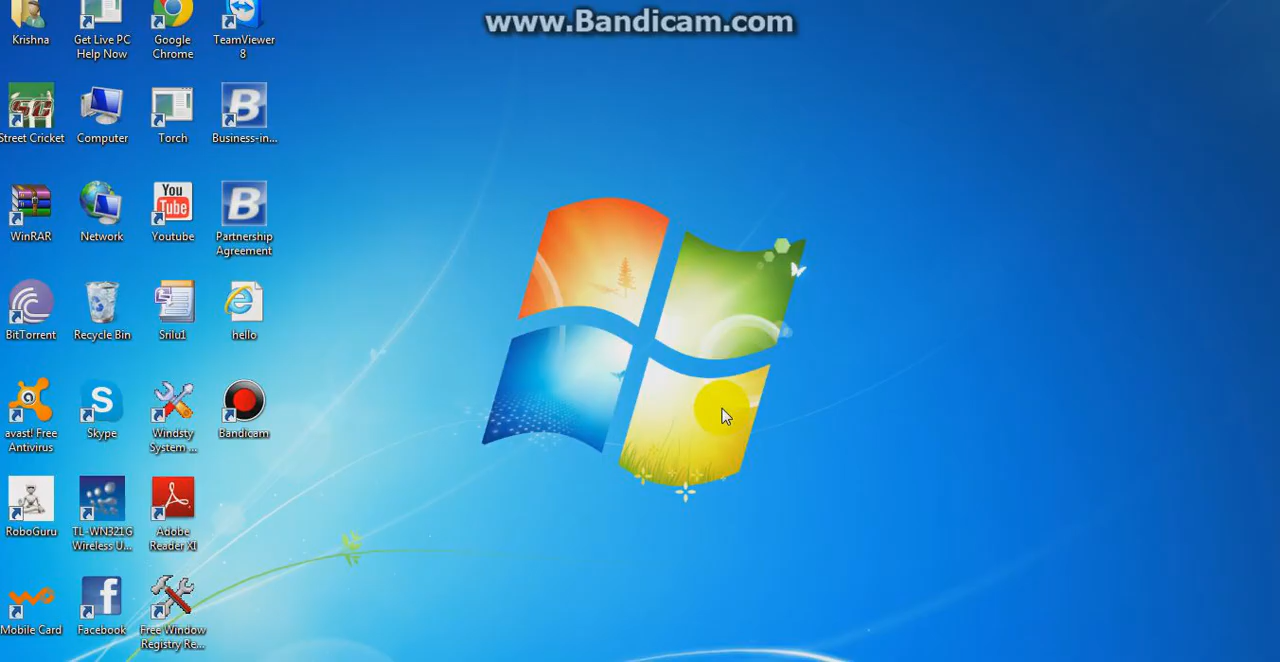 www.Bandicam.com
Krishna
Get Live PC
Help Now
Google
Chrome
TeamViewer
8
SC
Street Cricket
Computer
Torch
B
Business-in...
WinRAR
Network
You
Tube
Youtube
B
Partnership
Agreement
BitTorrent
Recycle Bin
Srilu1
hello
avast! Free
Antivirus
S
Skype
Windsty
System ...
Bandicam
RoboGuru
TL-WN321G
Wireless U...
Adobe
Reader XI
Mobile Card
f
Facebook
Free Window
Registry Re...